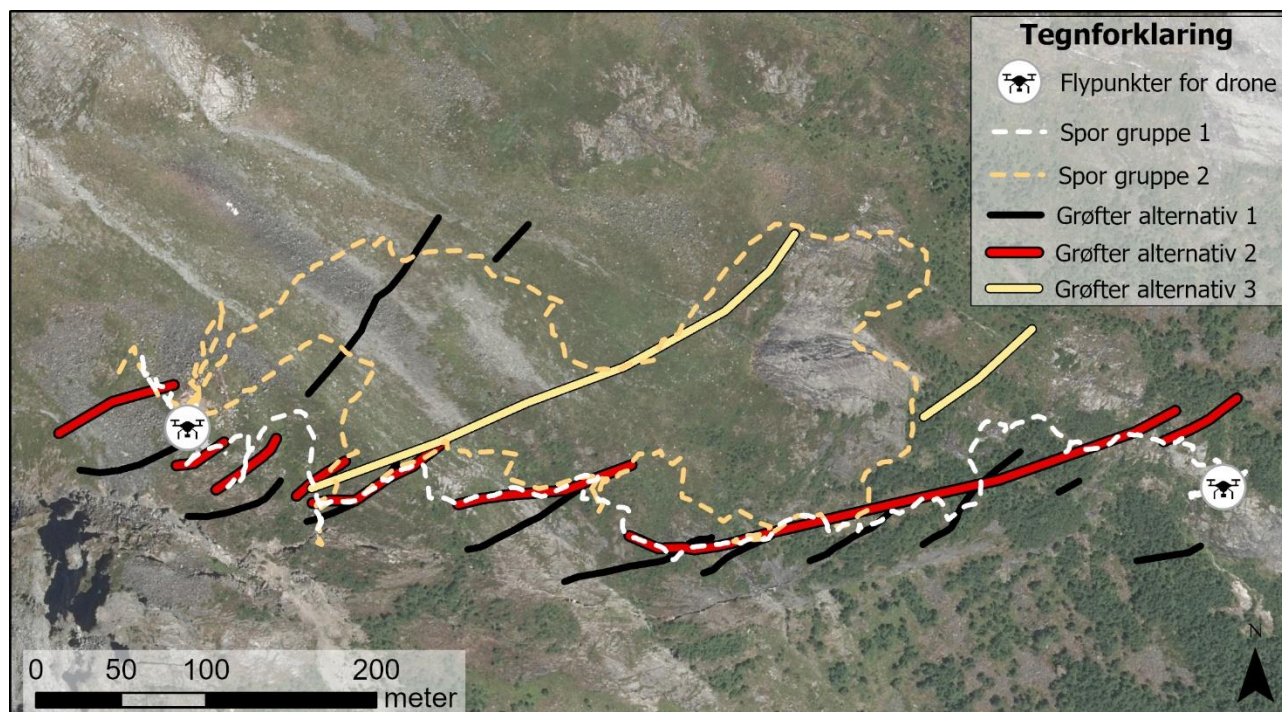 Tegnforklaring
Flypunkter for drone
Spor gruppe 1
Spor gruppe 2
Grøfter alternativ 1
Grøfter alternativ 2
Grøfter alternativ 3
0 50 100 200
meter
N